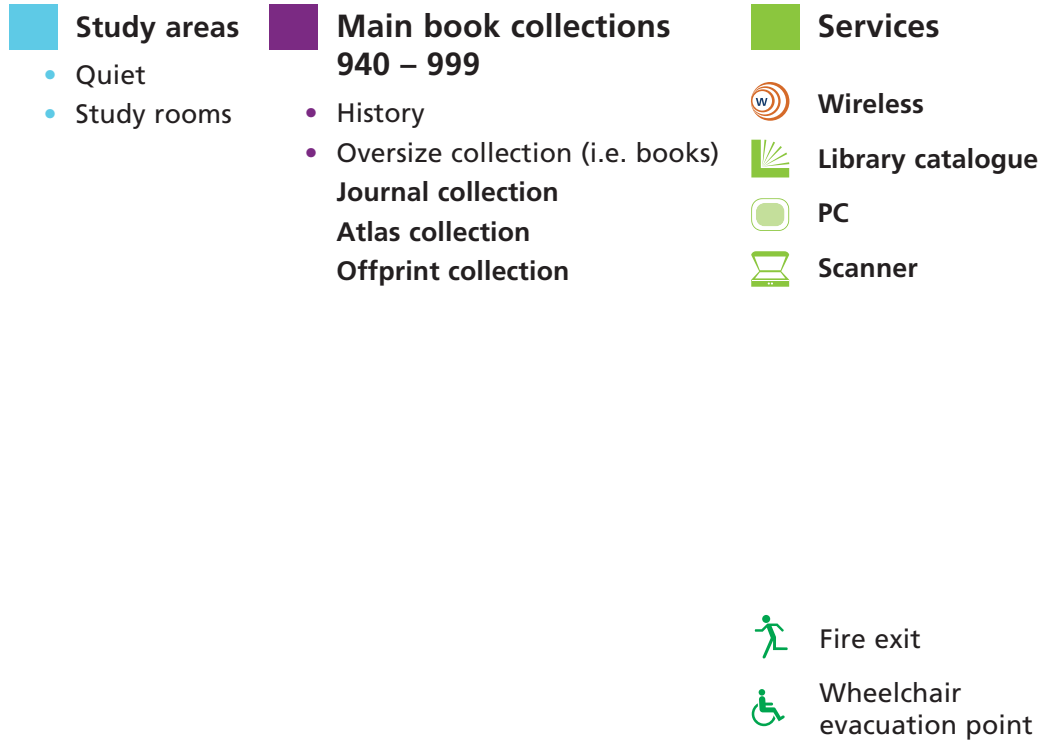 Study areas
• Quiet
• Study rooms
Main book collections
940 – 999
• History
• Oversize collection (i.e. books)
Journal collection
Atlas collection
Offprint collection
Services
W
Wireless
Library catalogue
PC
Scanner
Fire exit
Wheelchair
evacuation point